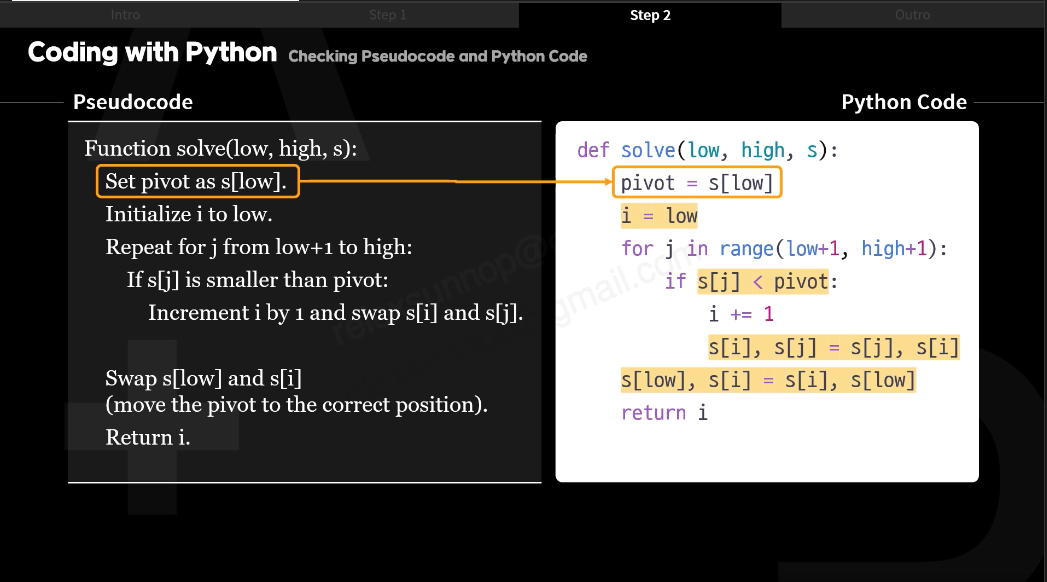 Intro
Step 1
Step 2
Outro
Coding with Python Checking Pseudocode and Python Code
Pseudocode
Function solve(low, high, s):
Set pivot as s[low].
Initialize i to low.
Repeat for j from low+1 to high:
If s[j] is smaller than pivot:
Increment i by 1 and swap s[i] and s[j].
Swap s[low] and s[i]
(move the pivot to the correct position).
Return i.
Python Code
def solve(low, high, s):
pivot = s[low]
i = low
for j in range(low+1, high+1):
if s[j] < pivot:
i += 1
s[i], s[j] = s[j], s[i]
s[low], s[i] = s[i], s[low]
return i